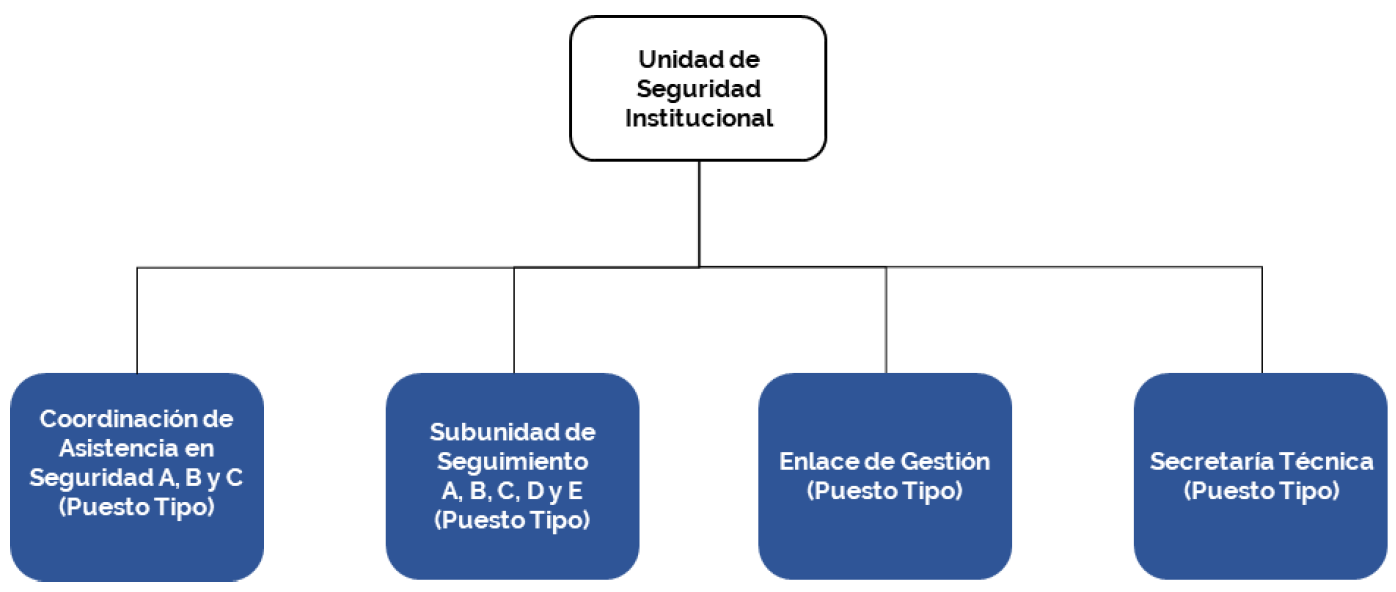 Unidad de
Seguridad
Institucional
Coordinación de
Asistencia en
Seguridad A, B y C
(Puesto Tipo)
Subunidad de
Seguimiento
A, B, C, D y E
(Puesto Tipo)
Enlace de Gestión
(Puesto Tipo)
Secretaría Técnica
(Puesto Tipo)